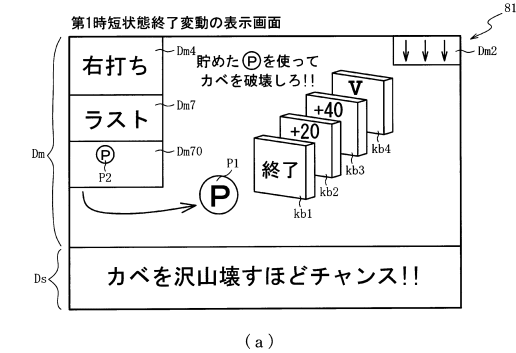 第1時短状態終了変動の表示画面
81
Dm4
右打ち
貯めたⓅを使って
カベを破壊しろ!!
↓ ↓ ↓
Dm2
Dm7
ラスト
V
+40
+20
終了
kb4
kb3
kb2
kb1
Dm
Dm70
Ⓟ
P2
P1
Ⓟ
Ds
カベを沢山壊すほどチャンス!!
(a)